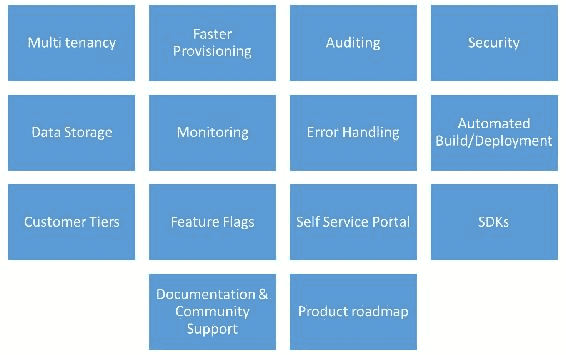 Multi tenancy
Faster
Provisioning
Auditing
Security
Data Storage
Monitoring
Error Handling
Automated
Build/Deployment
Customer Tiers
Feature Flags
Self Service Portal
SDKs
Documentation &
Community
Support
Product roadmap